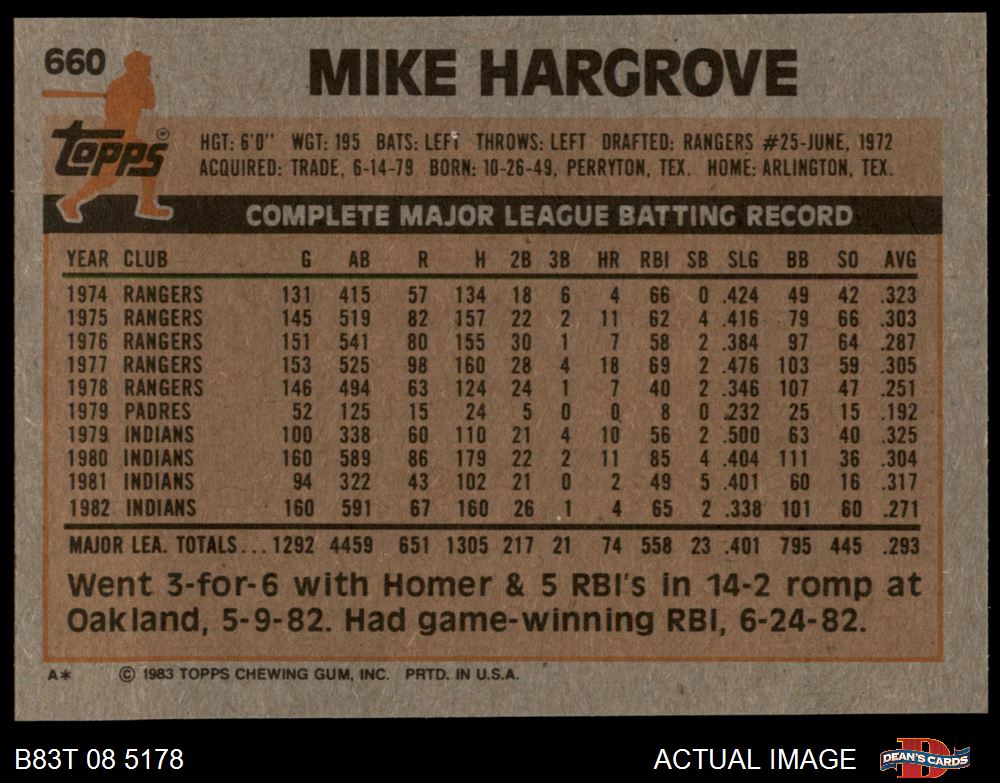 660
MIKE HARGROVE
Topps
HGT: 6'0" WGT: 195 BATS: LEFT THROWS: LEFT DRAFTED: RANGERS #25-JUNE, 1972
ACQUIRED: TRADE, 6-14-79 BORN: 10-26-49, PERRYTON, TEX. HOME: ARLINGTON, TEX.
COMPLETE MAJOR LEAGUE BATTING RECORD
YEAR CLUB G AB R H 2B 3B HR RBI SB SLG BB SO AVG
1974 RANGERS 131 415 57 134 18 6 4 66 0 .424 49 42 .323
1975 RANGERS 145 519 82 157 22 2 11 62 4 .416 79 66 .303
1976 RANGERS 151 541 80 155 30 1 7 58 2 .384 97 64 .287
1977 RANGERS 153 525 98 160 28 4 18 69 2 .476 103 59 .305
1978 RANGERS 146 494 63 124 24 1 7 40 2 .346 107 47 .251
1979 PADRES 52 125 15 24 5 0 0 8 0 .232 25 15 .192
1979 INDIANS 100 338 60 110 21 4 10 56 2 .500 63 40 .325
1980 INDIANS 160 589 86 179 22 2 11 85 4 .404 111 36 .304
1981 INDIANS 94 322 43 102 21 0 2 49 5 .401 60 16 .317
1982 INDIANS 160 591 67 160 26 1 4 65 2 .338 101 60 .271
MAJOR LEA. TOTALS... 1292 4459 651 1305 217 21 74 558 23 .401 795 445 .293
Went 3-for-6 with Homer & 5 RBI's in 14-2 romp at
Oakland, 5-9-82. Had game-winning RBI, 6-24-82.
A* © 1983 TOPPS CHEWING GUM, INC. PRTD. IN U.S.A.
B83T 08 5178 ACTUAL IMAGE DEAN'S CARDS